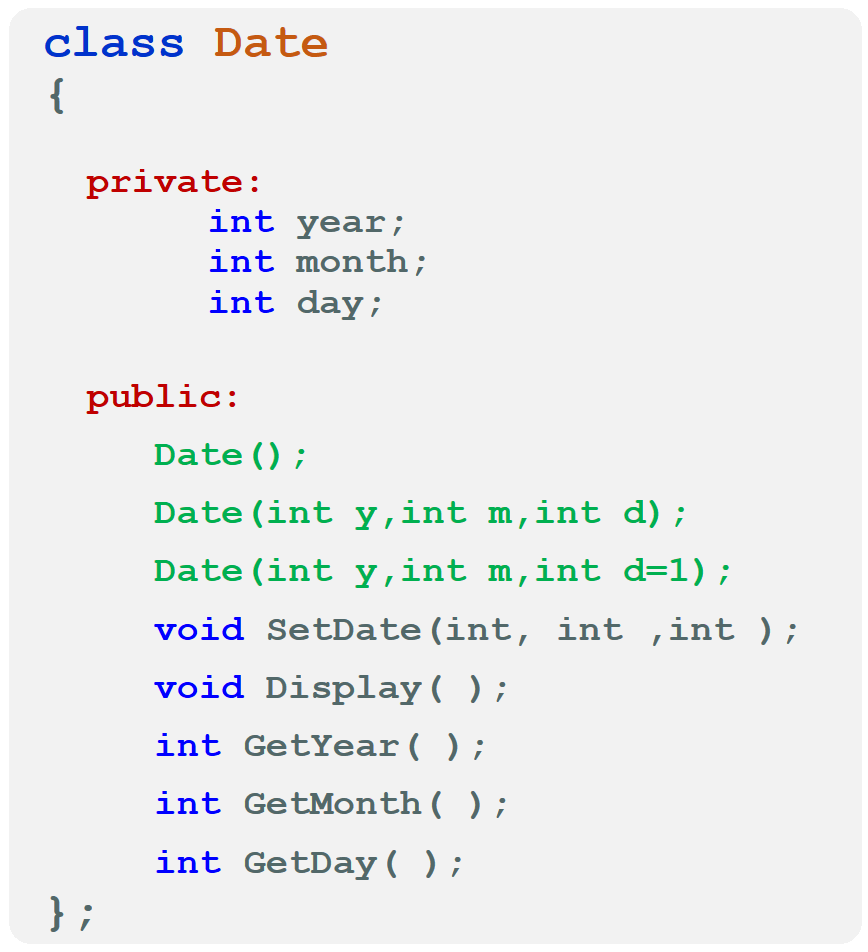 class Date
{
private:
int year;
int month;
int day;
public:
Date();
Date(int y,int m,int d);
Date(int y,int m,int d=1);
void SetDate(int, int ,int );
void Display( );
int GetYear( );
int GetMonth( );
int GetDay( );
};